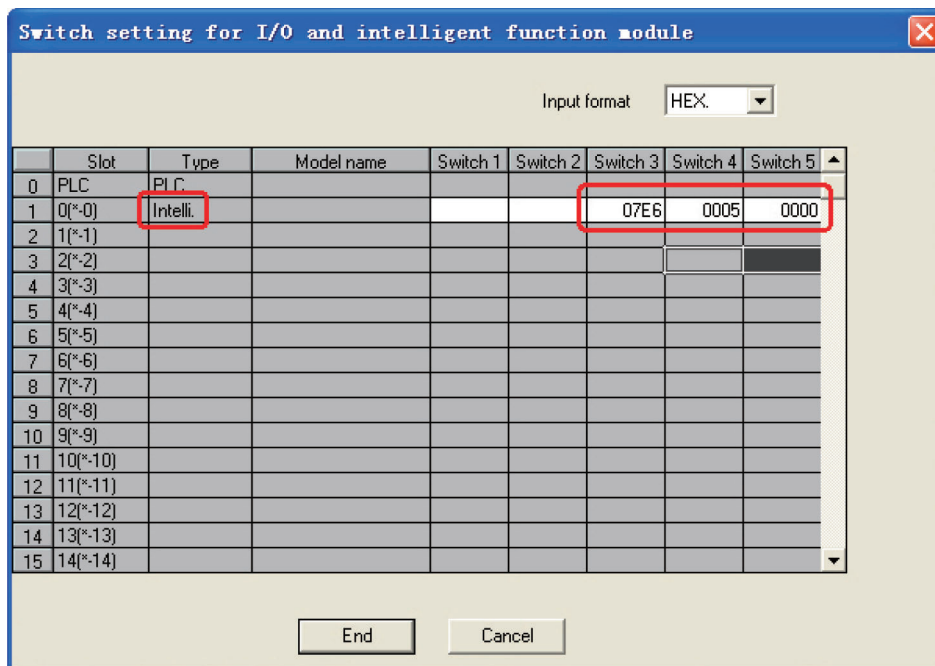 Switch setting for I/O and intelligent function module
Input format HEX.
Slot Type Model name Switch 1 Switch 2 Switch 3 Switch 4 Switch 5
0 PLC PLC
1 0(*-0) Intelli. 07E6 0005 0000
2 1(*-1)
3 2(*-2)
4 3(*-3)
5 4(*-4)
6 5(*-5)
7 6(*-6)
8 7(*-7)
9 8(*-8)
10 9(*-9)
11 10(*-10)
12 11(*-11)
13 12(*-12)
14 13(*-13)
15 14(*-14)
End Cancel